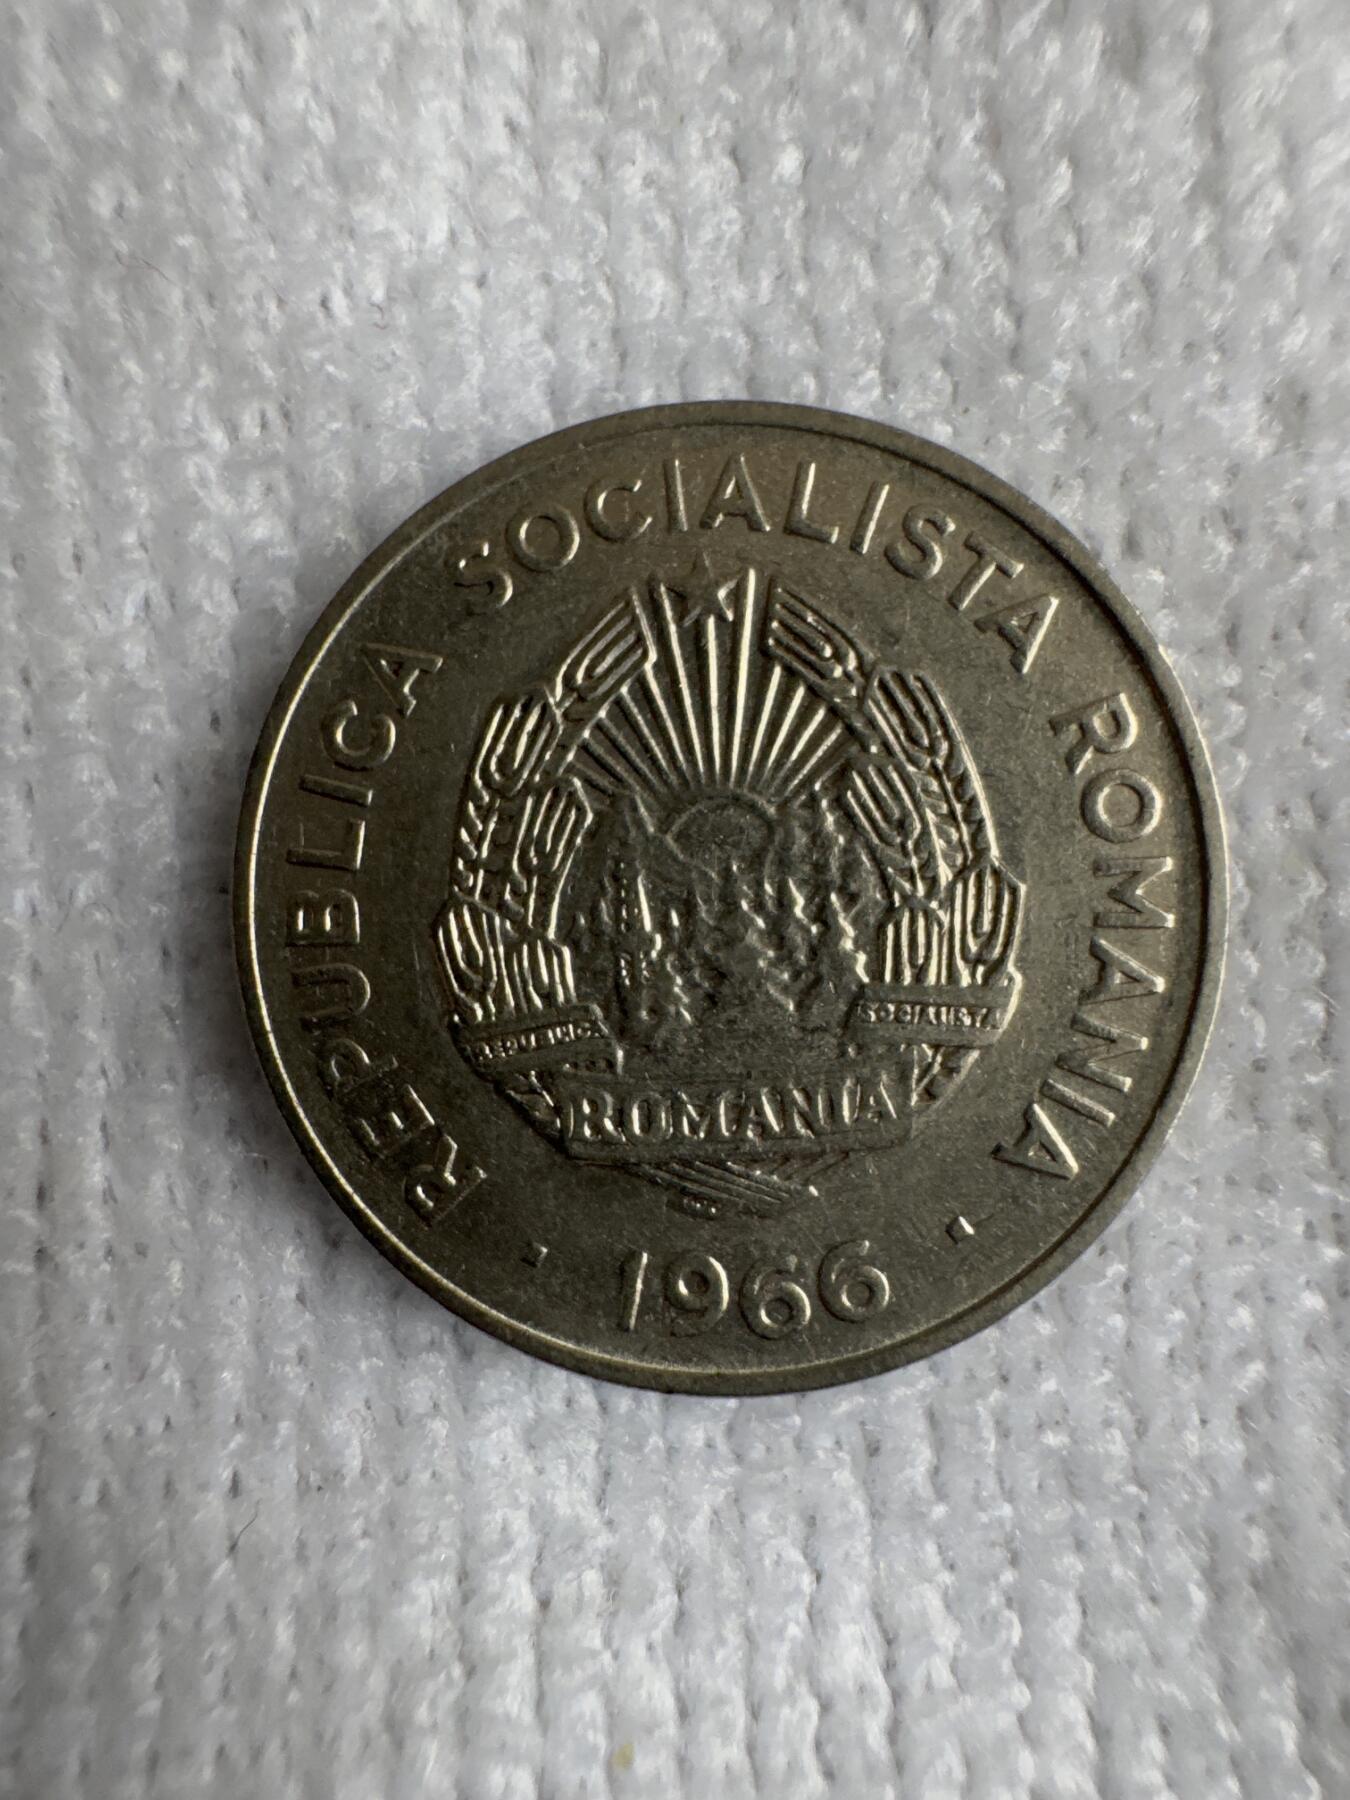 REPUBLICA SOCIALISTA ROMANIA
REPUBLICA
SOCIALISTA
ROMANIA
· 1966 ·